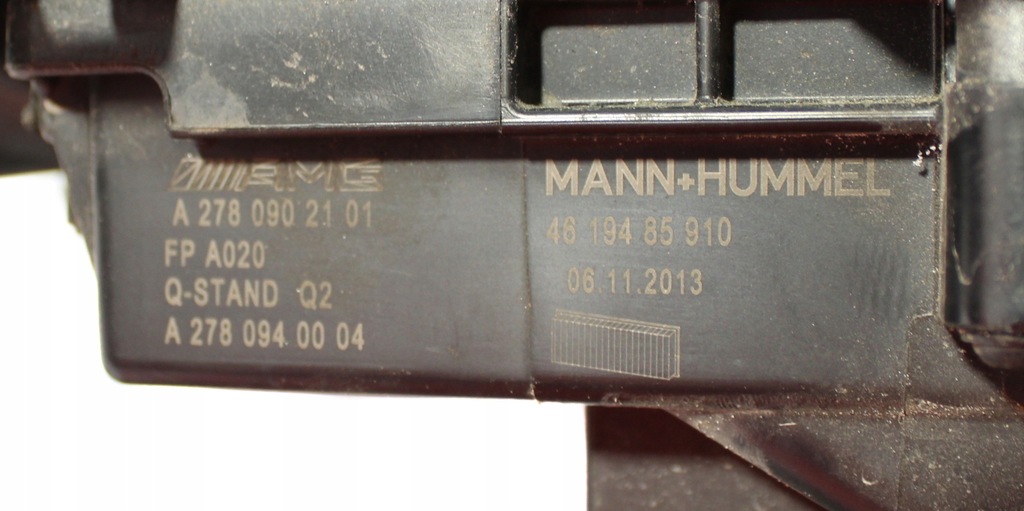 AMG
A 278 090 21 01
FP A020
Q-STAND Q2
A 278 094 00 04
MANN+HUMMEL
46 194 85 910
06.11.2013